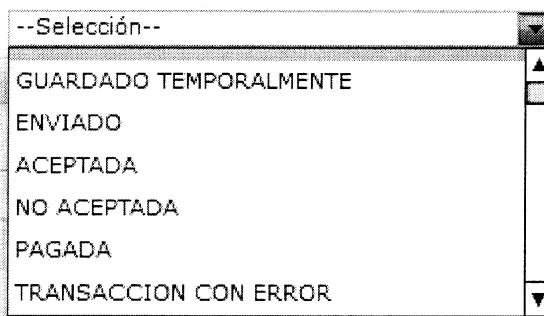 --Selección--
GUARDADO TEMPORALMENTE
ENVIADO
ACEPTADA
NO ACEPTADA
PAGADA
TRANSACCION CON ERROR